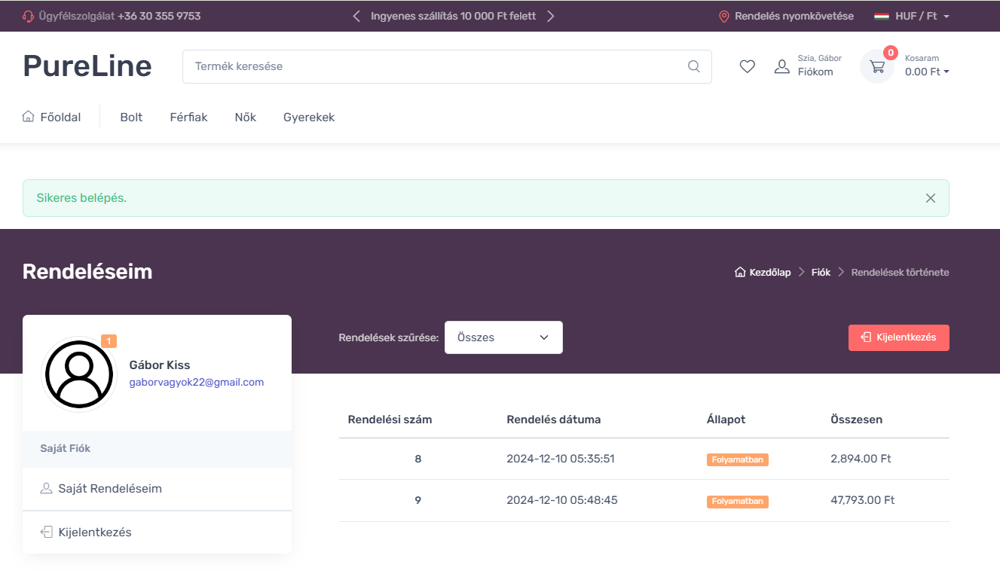 Ügyfélszolgálat +36 30 355 9753
Ingyenes szállítás 10 000 Ft felett
Rendelés nyomkövetése
HUF / Ft
PureLine
Termék keresése
Szia, Gábor
Fiókom
0
Kosaram
0.00 Ft
Főoldal
Bolt
Férfiak
Nők
Gyerekek
Sikeres belépés.
Rendeléseim
Kezdőlap
Fiók
Rendelések története
1
Gábor Kiss
gaborvagyok22@gmail.com
Saját Fiók
Saját Rendeléseim
Kijelentkezés
Rendelések szűrése:
Összes
Kijelentkezés
Rendelési szám Rendelés dátuma Állapot Összesen
8 2024-12-10 05:35:51 Folyamatban 2,894.00 Ft
9 2024-12-10 05:48:45 Folyamatban 47,793.00 Ft